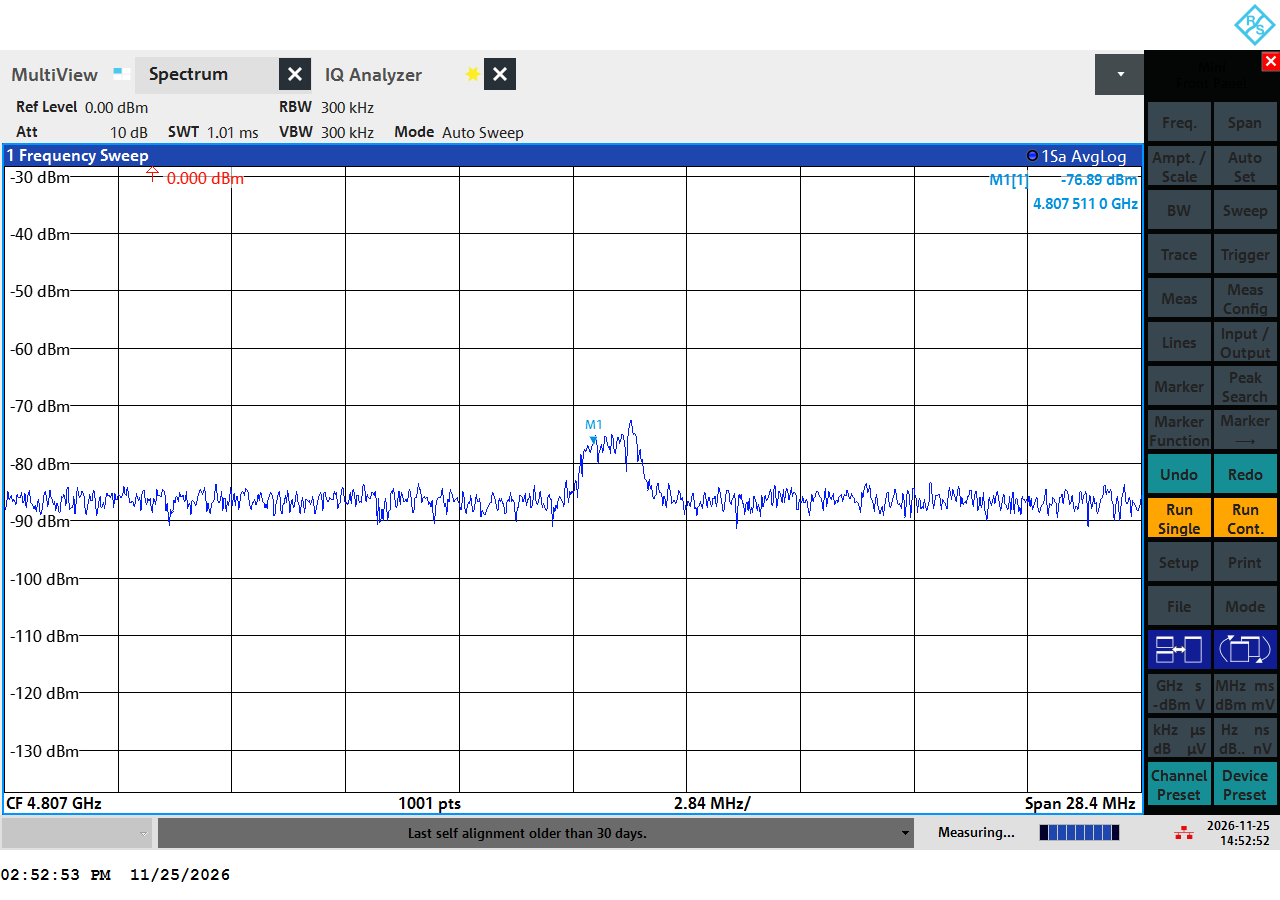 R/S
MultiView Spectrum IQ Analyzer
Ref Level 0.00 dBm RBW 300 kHz
Att 10 dB SWT 1.01 ms VBW 300 kHz Mode Auto Sweep
1 Frequency Sweep 1Sa AvgLog
0.000 dBm
M1[1] -76.89 dBm
4.807 511 0 GHz
-30 dBm
-40 dBm
-50 dBm
-60 dBm
-70 dBm
M1
-80 dBm
-90 dBm
-100 dBm
-110 dBm
-120 dBm
-130 dBm
CF 4.807 GHz 1001 pts 2.84 MHz/ Span 28.4 MHz
Last self alignment older than 30 days. Measuring...
2026-11-25
14:52:52
Freq. Span
Ampt. / Scale
Auto Set
BW Sweep
Trace Trigger
Meas
Meas Config
Lines
Input / Output
Marker
Peak Search
Marker Function
Marker →
Undo Redo
Run Single
Run Cont.
Setup Print
File Mode
GHz s
-dBm V
MHz ms
dBm mV
kHz µs
dB µV
Hz ns
dB.. nV
Channel Preset
Device Preset
02:52:53 PM 11/25/2026